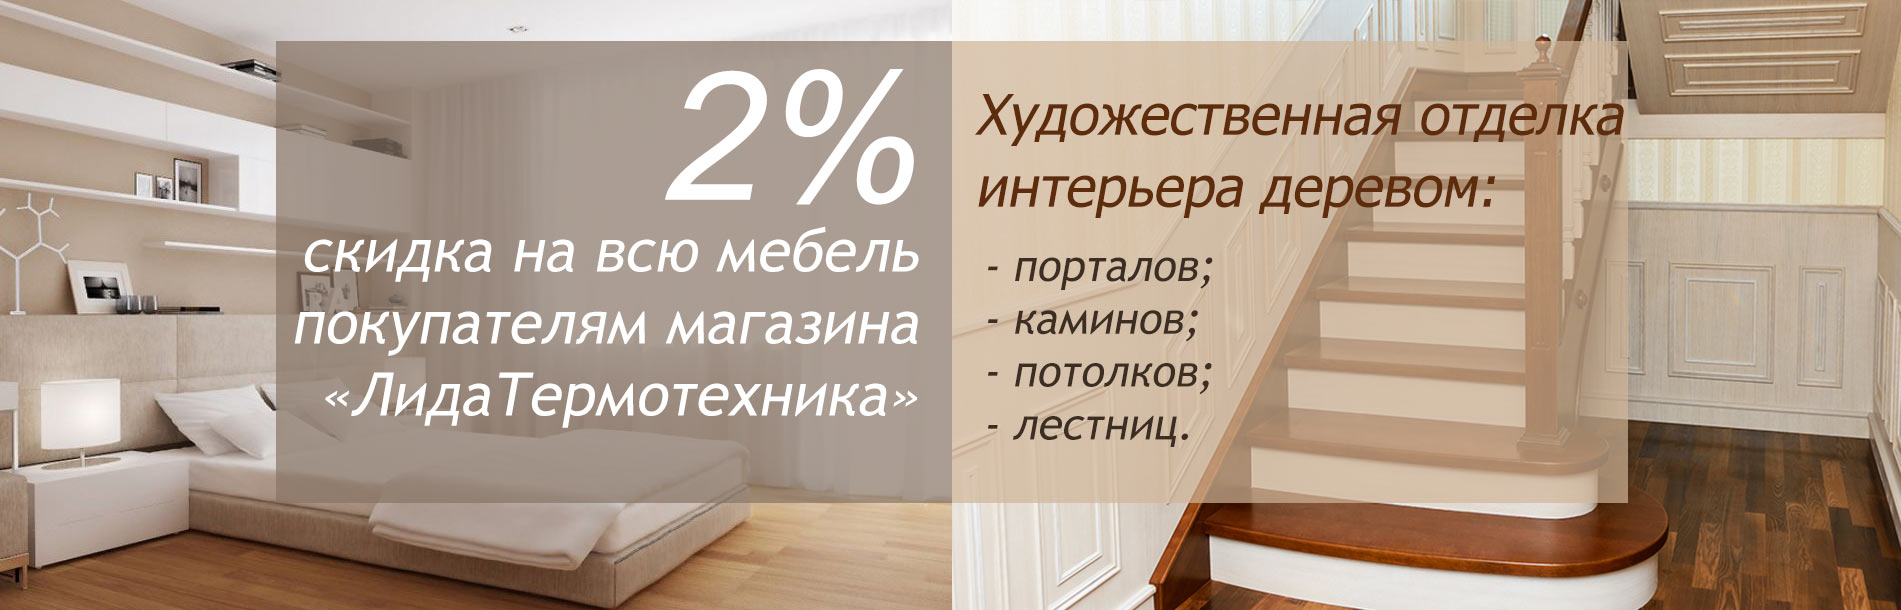 2%
скидка на всю мебель
покупателям магазина
«ЛидаТермотехника»
Художественная отделка
интерьера деревом:
- порталов;
- каминов;
- потолков;
- лестниц.